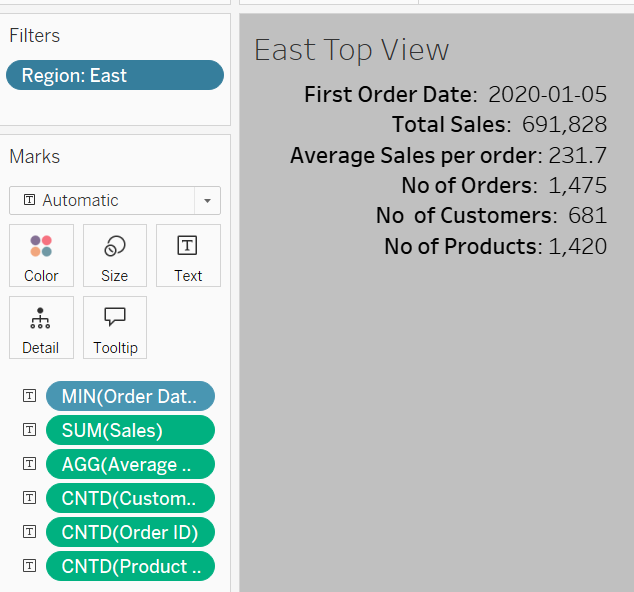 Filters
Region: East
Marks
Automatic
Color
Size
Text
Detail
Tooltip
MIN(Order Dat..
SUM(Sales)
AGG(Average ..
CNTD(Custom..
CNTD(Order ID)
CNTD(Product ..
East Top View
First Order Date: 2020-01-05
Total Sales: 691,828
Average Sales per order: 231.7
No of Orders: 1,475
No of Customers: 681
No of Products: 1,420